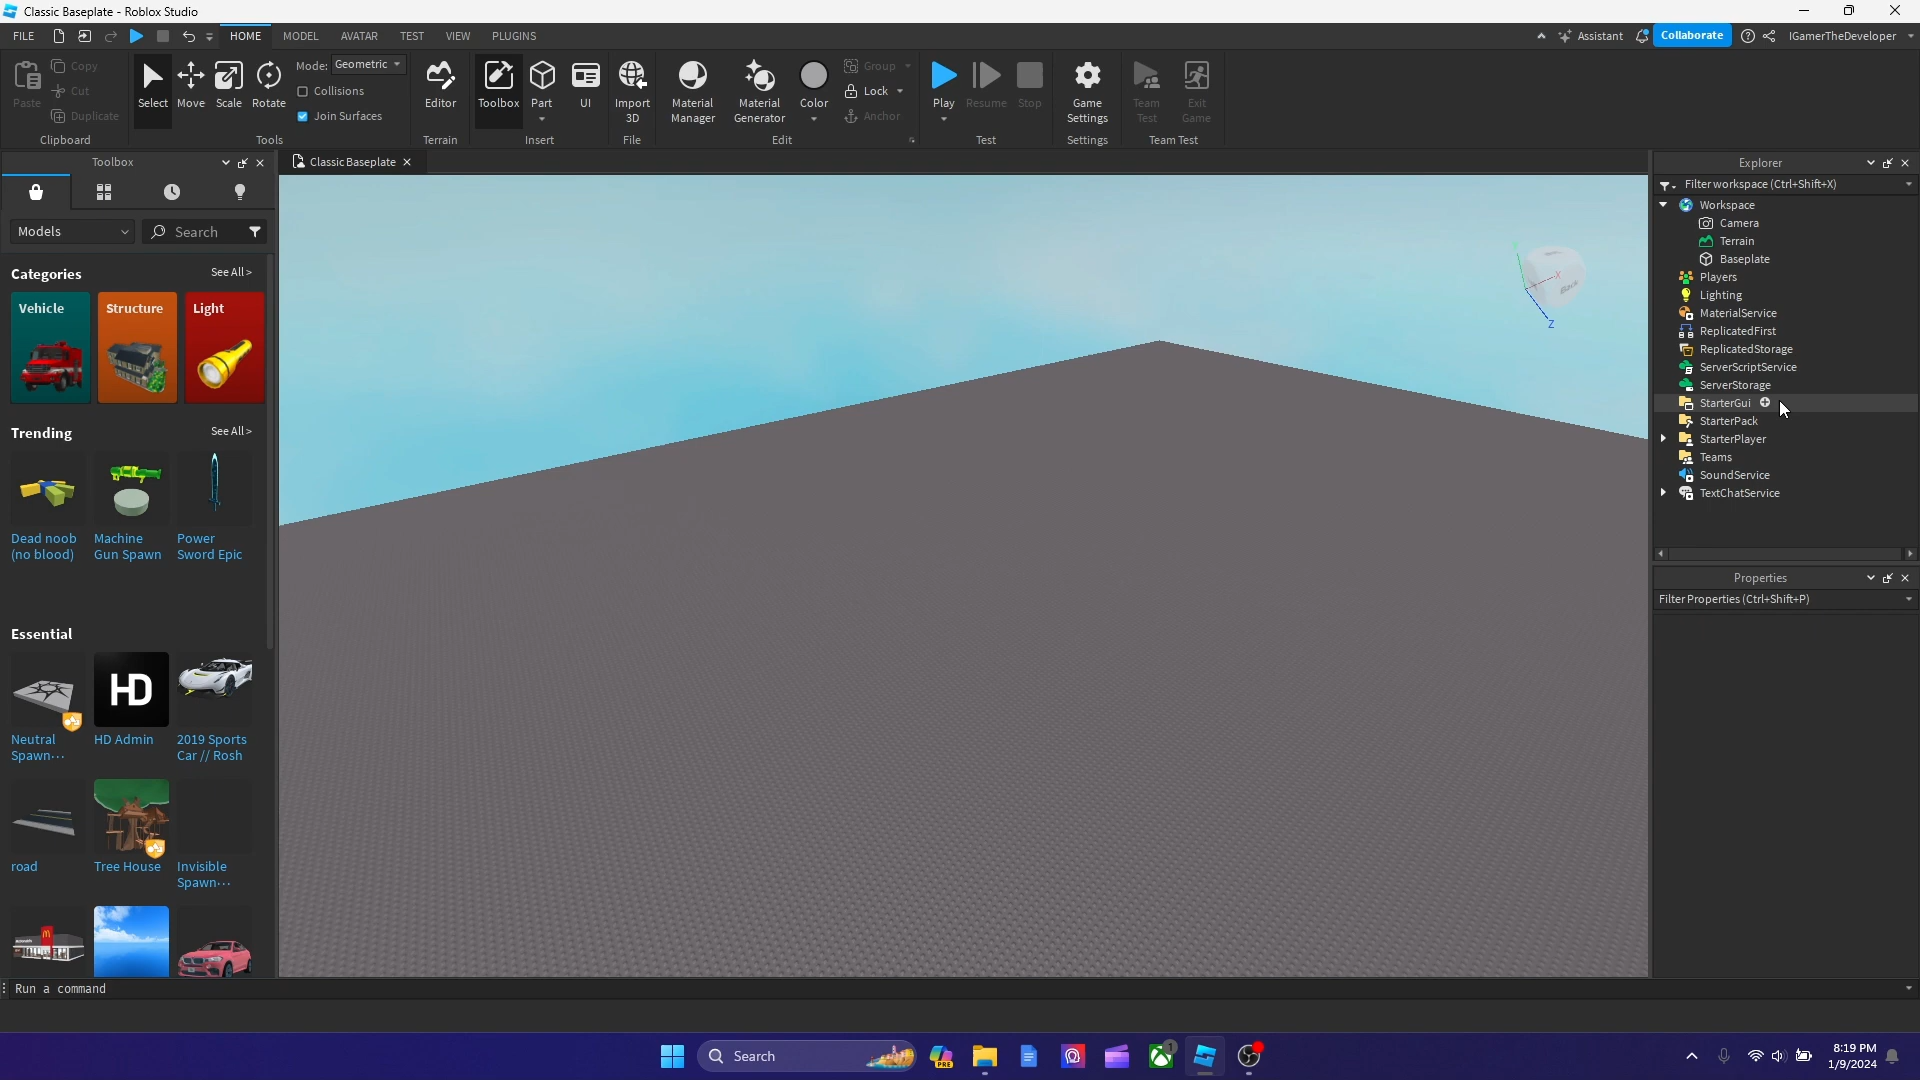 Classic Baseplate - Roblox Studio
FILE
HOME
MODEL
AVATAR
TEST
VIEW
PLUGINS
Assistant
Collaborate
IGamerTheDeveloper
Paste
Copy
Cut
Duplicate
Clipboard
Select
Move
Scale
Rotate
Mode: Geometric
Collisions
Join Surfaces
Tools
Editor
Terrain
Toolbox
Part
UI
Insert
Import
3D
File
Material
Manager
Material
Generator
Color
Group
Lock
Anchor
Edit
Play
Resume
Stop
Test
Game
Settings
Settings
Team
Test
Exit
Game
Team Test
Toolbox
Models
Search
Categories
See All >
Vehicle
Structure
Light
Trending
See All >
Dead noob
(no blood)
Machine
Gun Spawn
Power
Sword Epic
Essential
Neutral
Spawn...
HD
HD Admin
2019 Sports
Car // Rosh
road
Tree House
Invisible
Spawn...
Classic Baseplate
X
Back
Z
Explorer
Filter workspace (Ctrl+Shift+X)
Workspace
Camera
Terrain
Baseplate
Players
Lighting
MaterialService
ReplicatedFirst
ReplicatedStorage
ServerScriptService
ServerStorage
StarterGui
StarterPack
StarterPlayer
Teams
SoundService
TextChatService
Properties
Filter Properties (Ctrl+Shift+P)
Run a command
Search
PRE
1
8:19 PM
1/9/2024